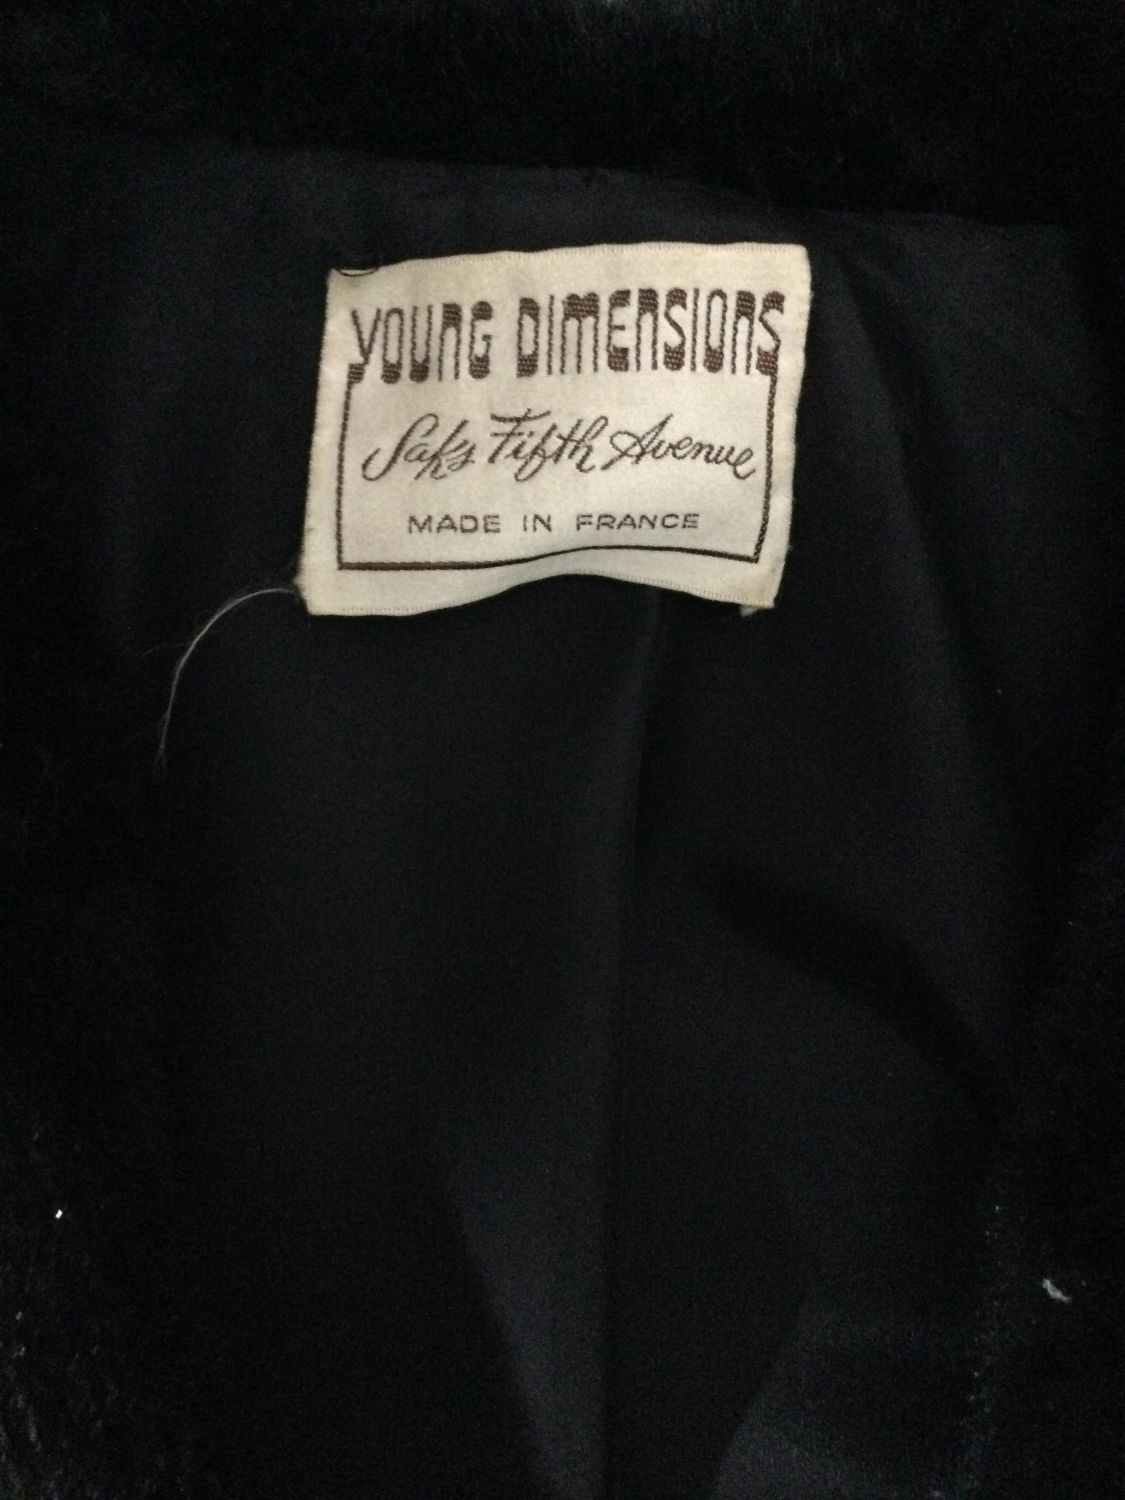 YOUNG DIMENSIONS
Saks Fifth Avenue
MADE IN FRANCE